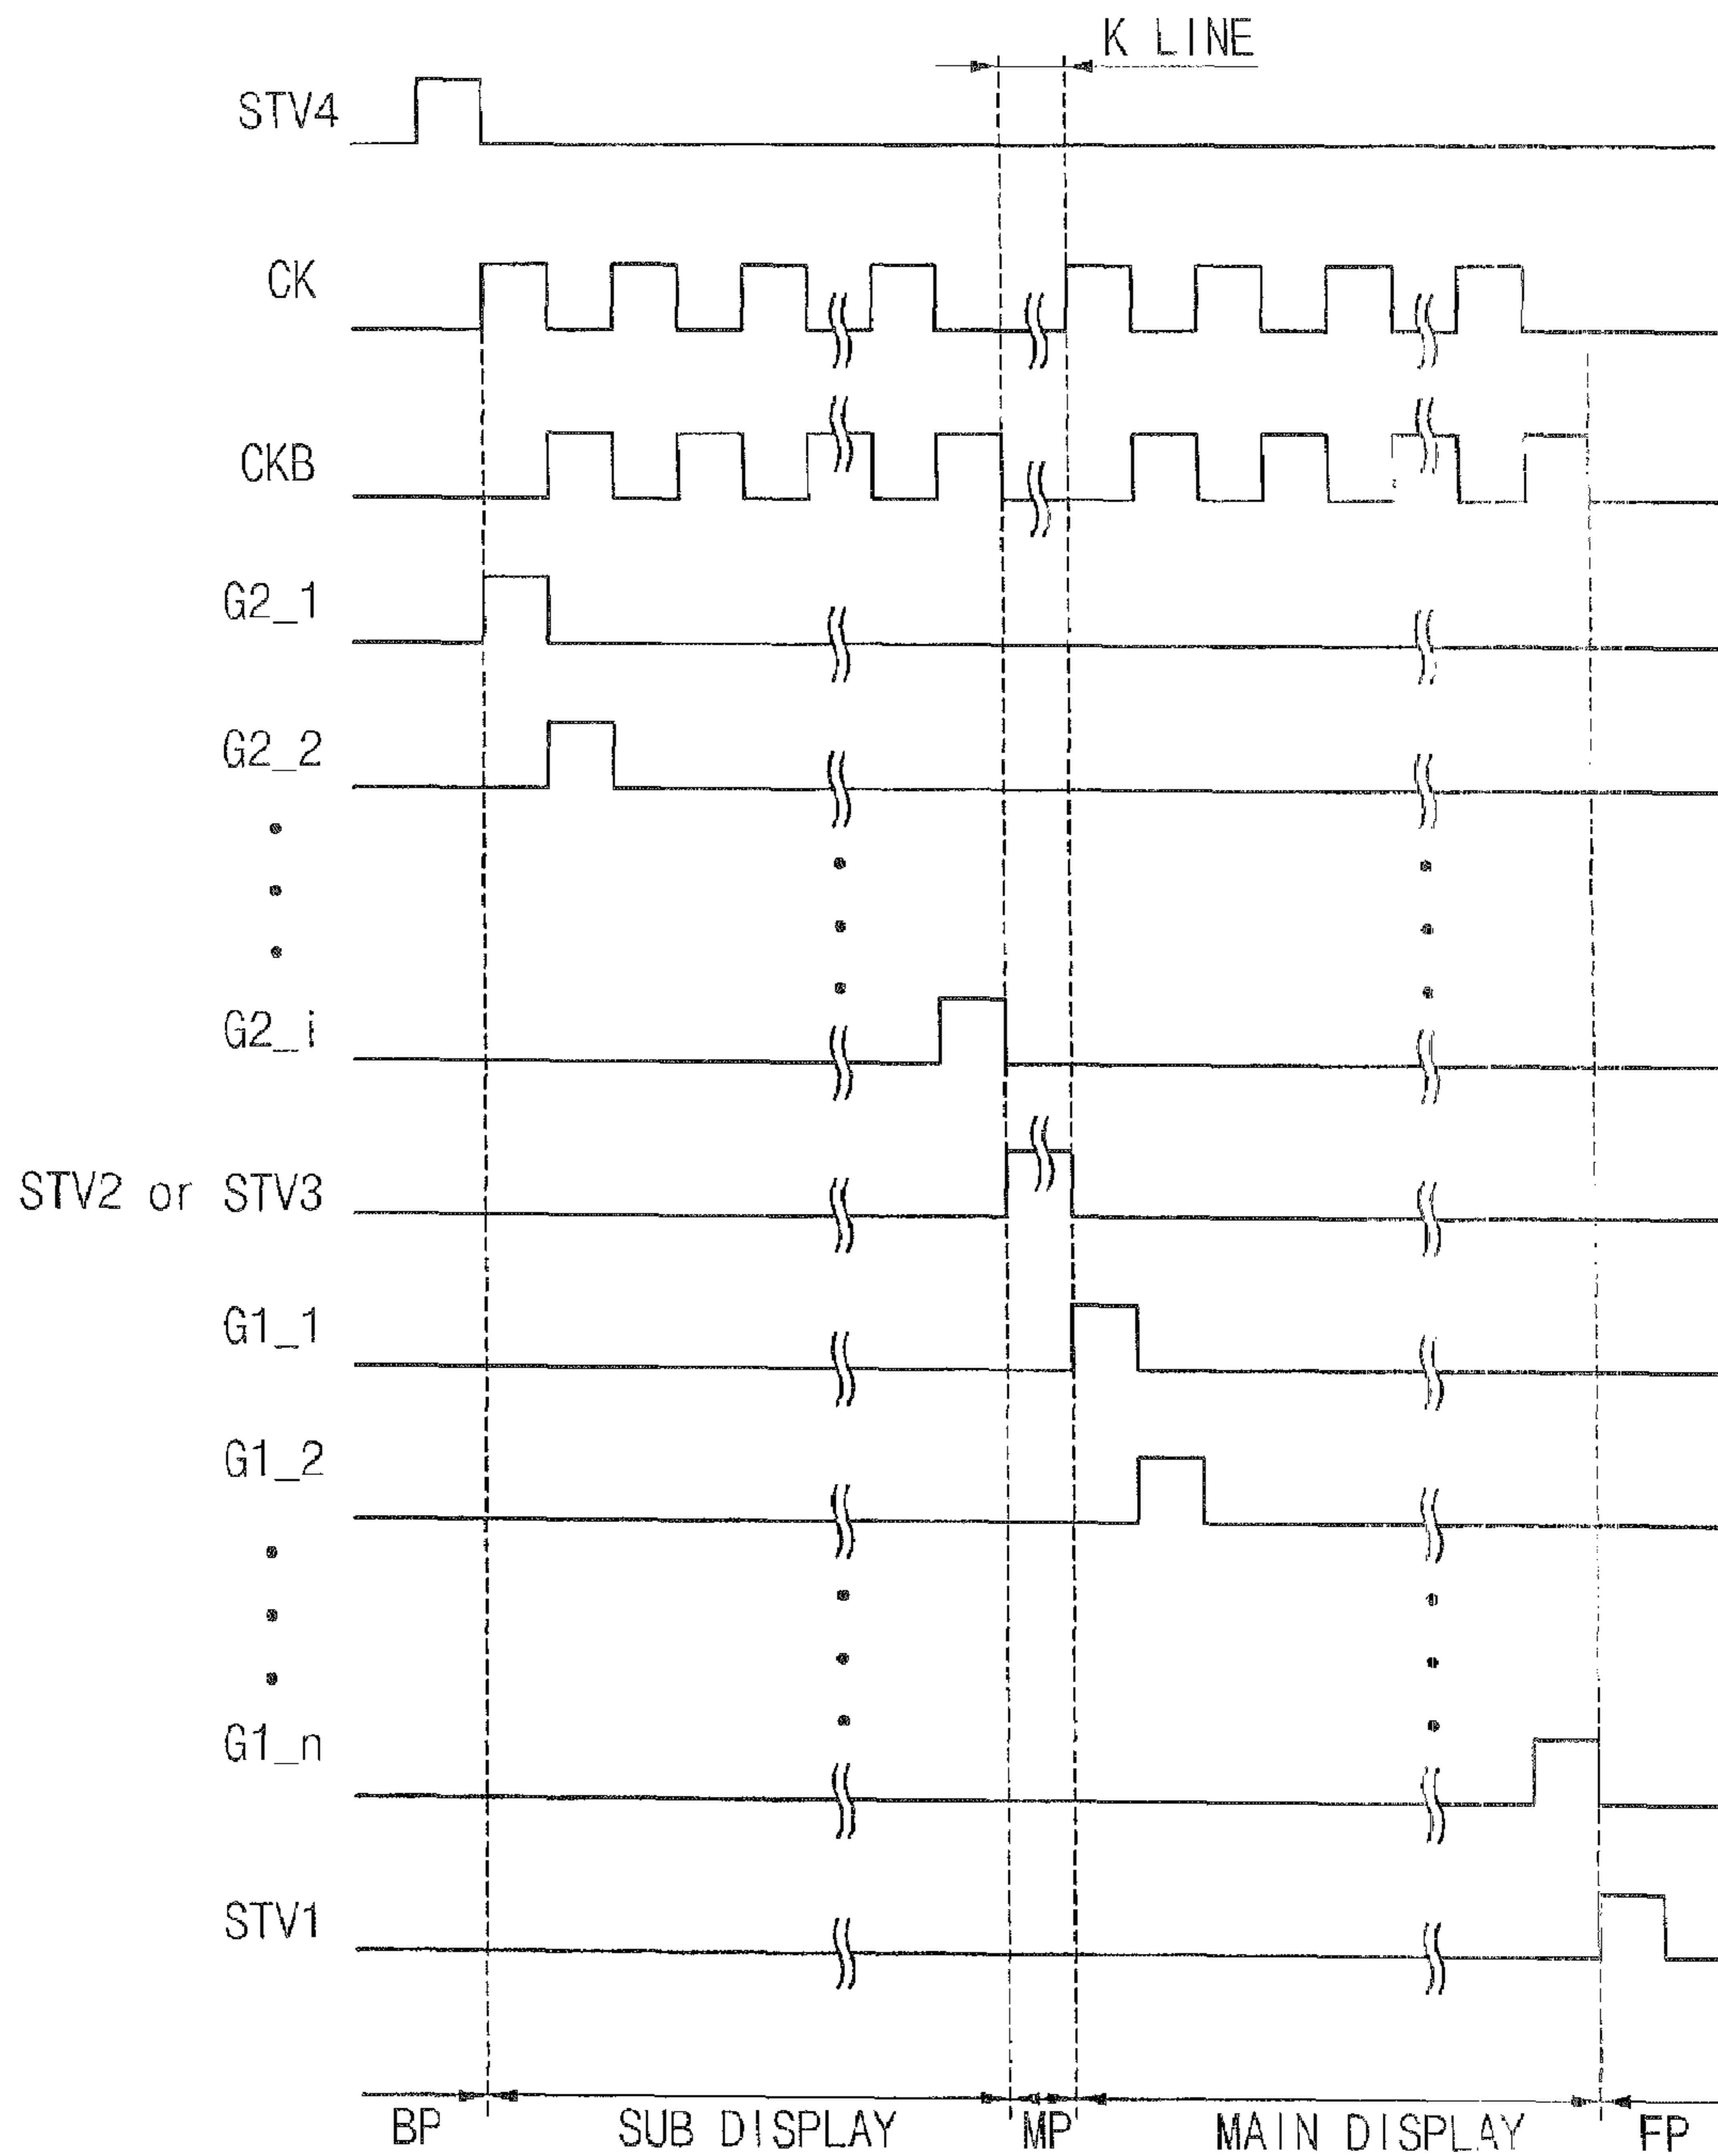 K LINE
STV4
CK
CKB
G2_1
G2_2
G2_i
STV2 or STV3
G1_1
G1_2
G1_n
STV1
BP SUB DISPLAY MP MAIN DISPLAY FP